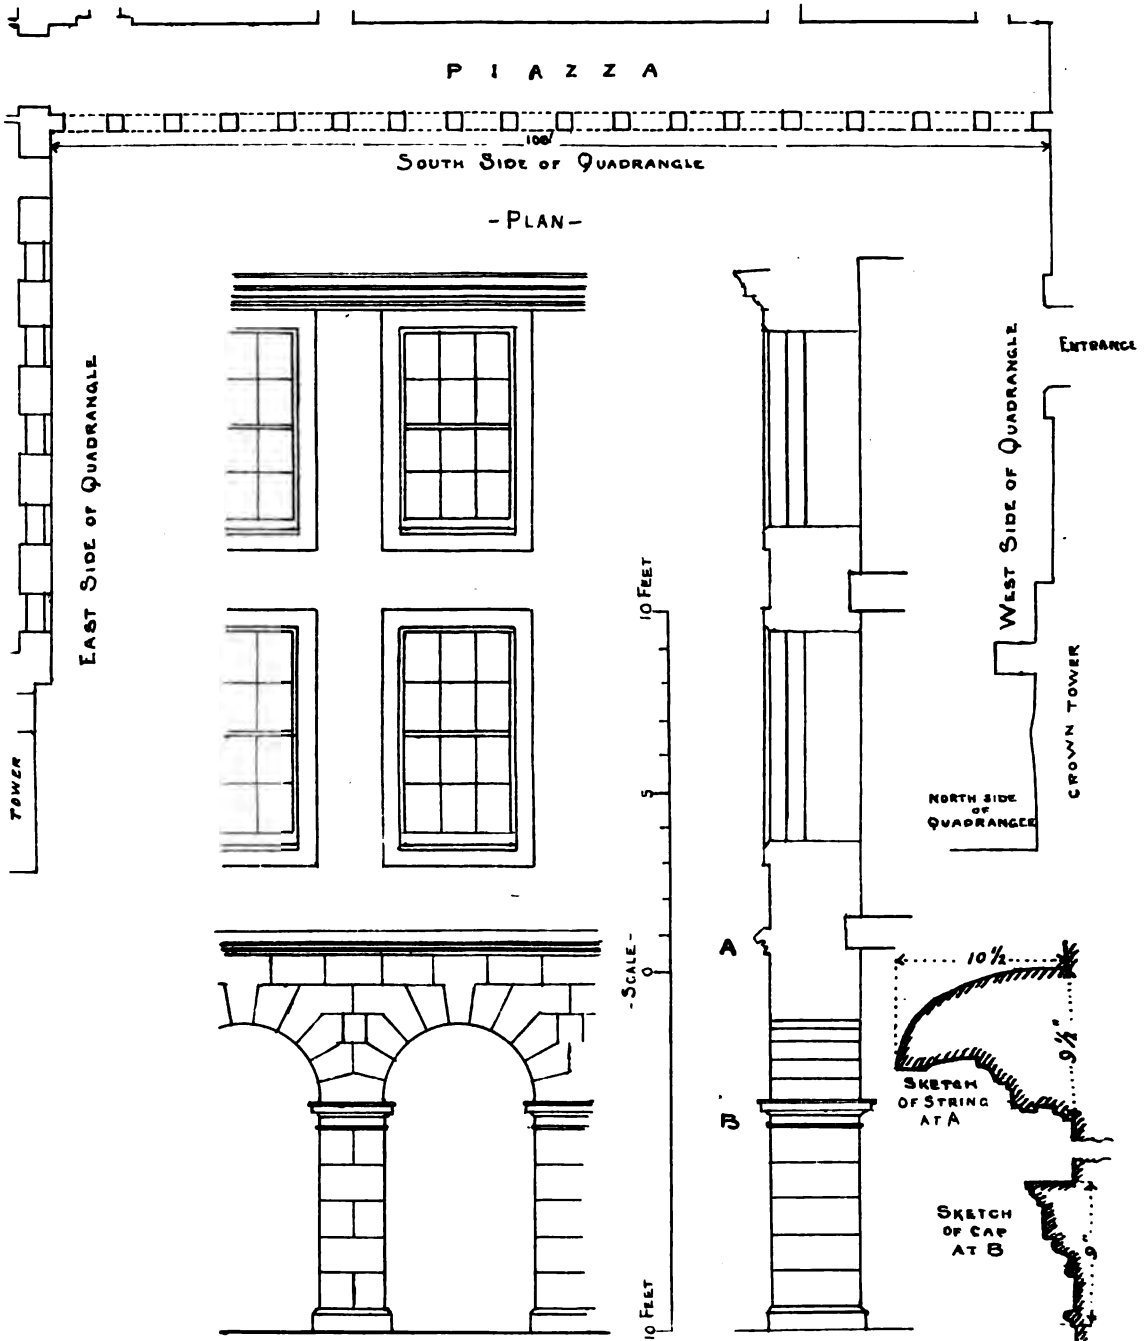 PIAZZA
100'
SOUTH SIDE OF QUADRANGLE
-PLAN-
EAST SIDE OF QUADRANGLE
TOWER
WEST SIDE OF QUADRANGLE
ENTRANCE
CROWN TOWER
NORTH SIDE
OF
QUADRANGLE
10 FEET
5
0
-SCALE-
10 FEET
A
B
10½
9½"
SKETCH
OF STRING
AT A
SKETCH
OF CAP
AT B
9"